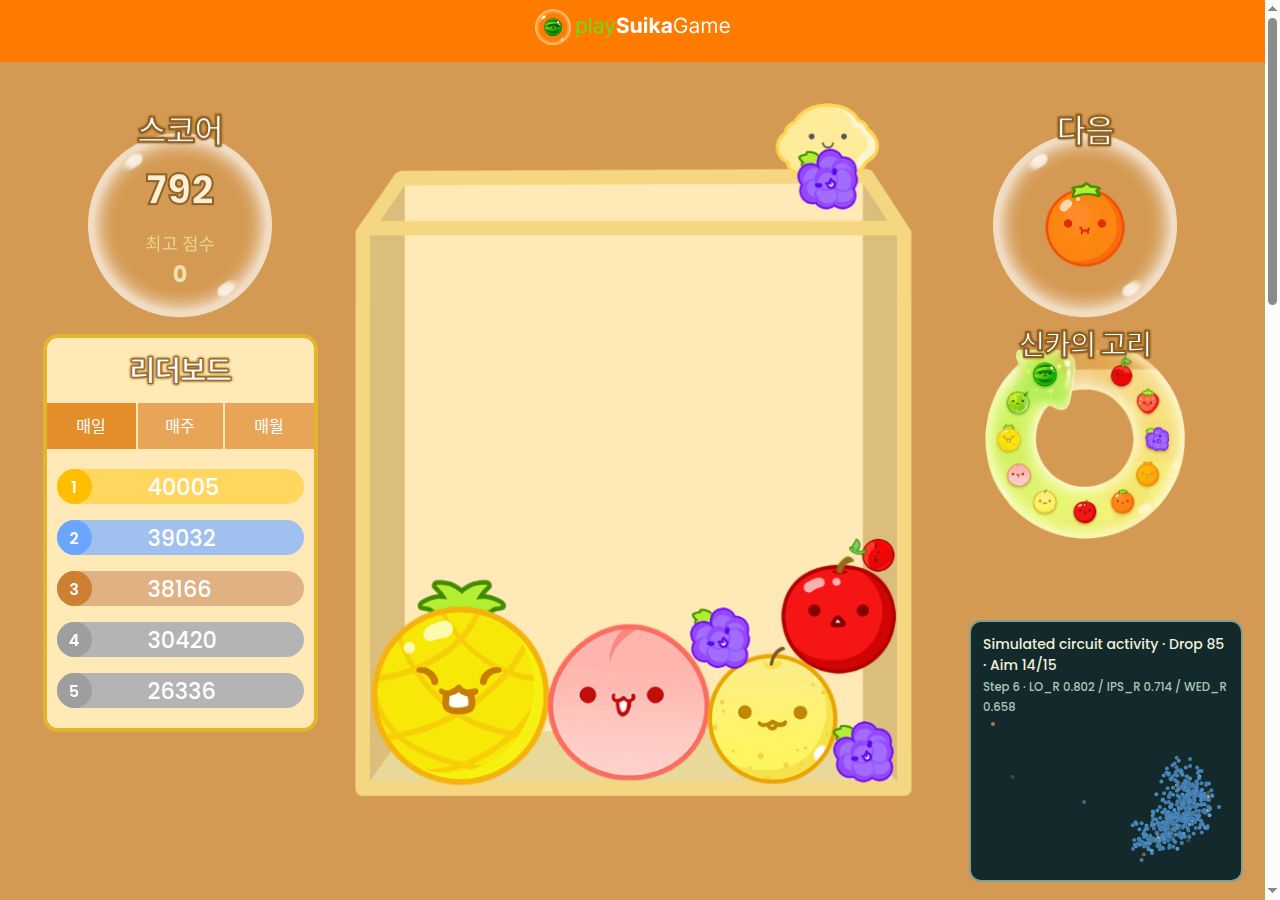 playSuikaGame
스코어
792
최고 점수
0
리더보드
매일
매주
매월
1 40005
2 39032
3 38166
4 30420
5 26336
다음
신카의 고리
Simulated circuit activity · Drop 85
· Aim 14/15
Step 6 · LO_R 0.802 / IPS_R 0.714 / WED_R
0.658